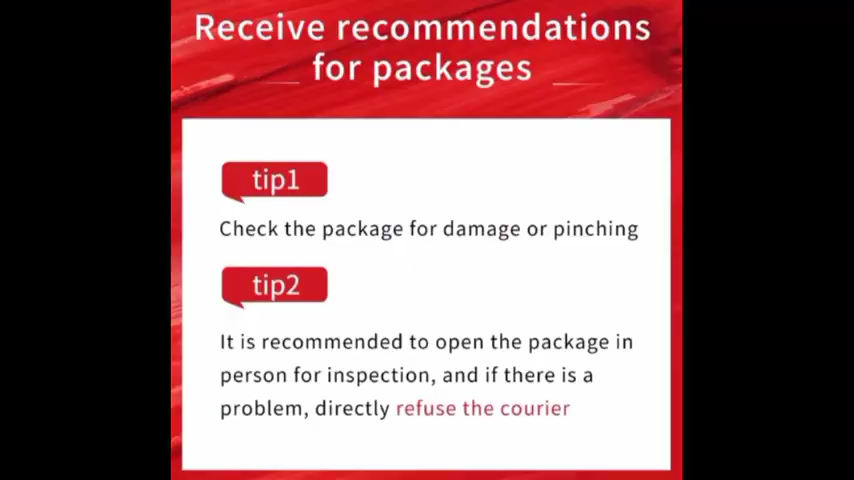 Receive recommendations
for packages
tip1
Check the package for damage or pinching
tip2
It is recommended to open the package in
person for inspection, and if there is a
problem, directly refuse the courier